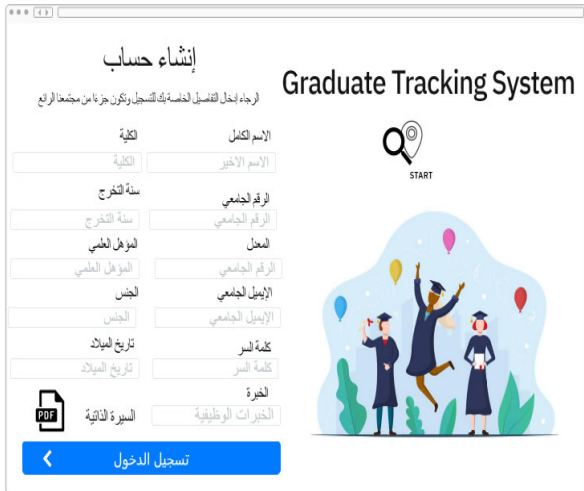 إنشاء حساب
الرجاء إدخال التفاصيل الخاصة بك للتسجيل وتكون جزءا من مجتمعنا الرائع
الاسم الكامل
الكلية
الاسم الاخير
الكلية
الرقم الجامعي
سنة التخرج
الرقم الجامعي
سنة التخرج
المعدل
المؤهل العلمي
الرقم الجامعي
المؤهل العلمي
الإيميل الجامعي
الجنس
الإيميل الجامعي
الجنس
كلمة السر
تاريخ الميلاد
كلمة السر
تاريخ الميلاد
الخبرة
الخبرات الوظيفية
السيرة الذاتية
PDF
تسجيل الدخول
Graduate Tracking System
START